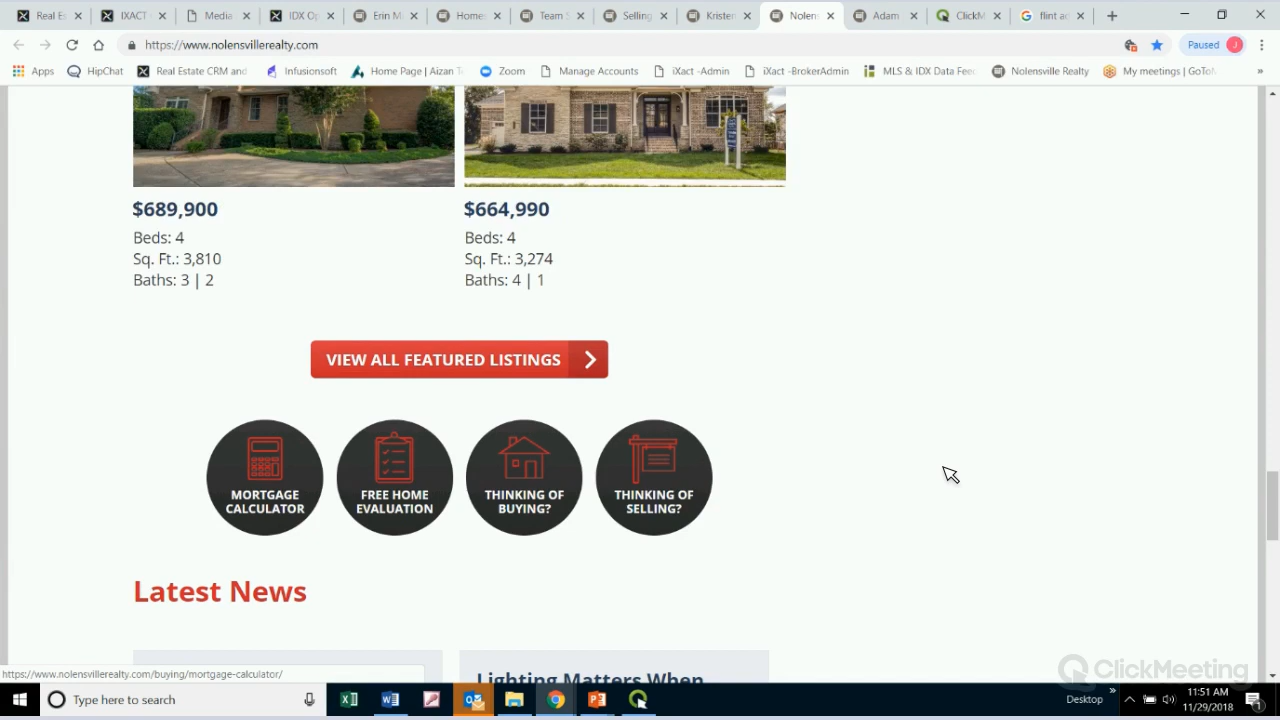 Real E
IXACT
Media
IDX Op
Erin M
Home
Team S
Selling
Kristen
Nolens
Adam
ClickM
flint a
https://www.nolensvillerealty.com
Paused
J
Apps
HipChat
Real Estate CRM and
Infusionsoft
Home Page | Aizan T
Zoom
Manage Accounts
iXact -Admin
iXact -BrokerAdmin
MLS & IDX Data Fee
Nolensville Realty
My meetings | GoTo
»
$689,900
Beds: 4
Sq. Ft.: 3,810
Baths: 3 | 2
$664,990
Beds: 4
Sq. Ft.: 3,274
Baths: 4 | 1
VIEW ALL FEATURED LISTINGS
MORTGAGE
CALCULATOR
FREE HOME
EVALUATION
THINKING OF
BUYING?
THINKING OF
SELLING?
Latest News
Lighting Matters When
https://www.nolensvillerealty.com/buying/mortgage-calculator/
ClickMeeting
Type here to search
Desktop
»
11:51 AM
11/29/2018
1